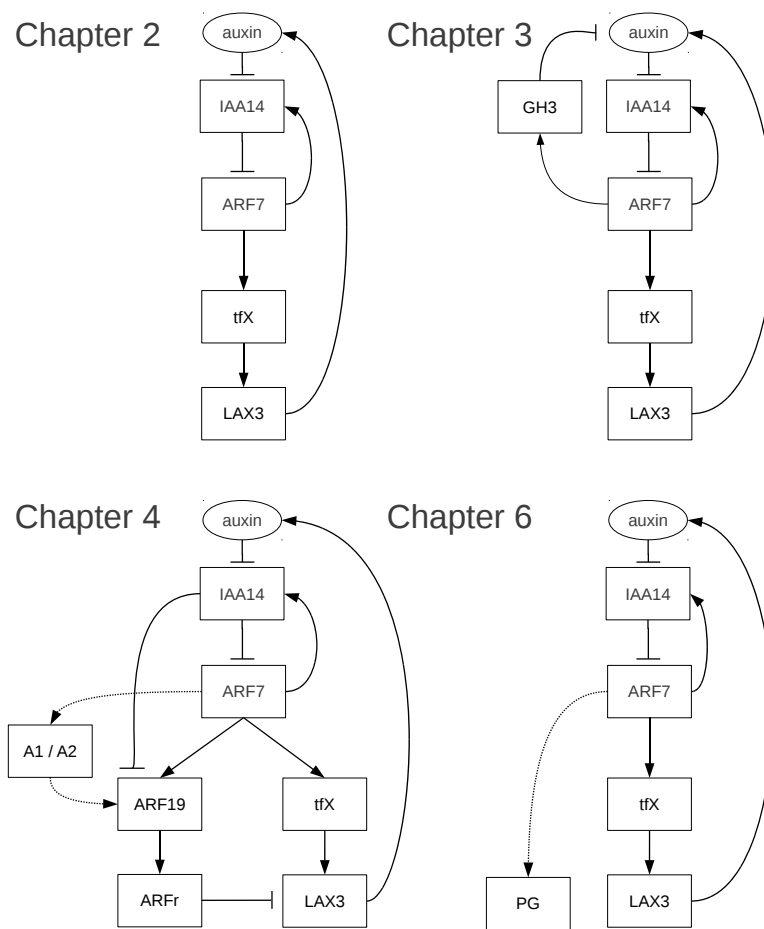 Chapter 2
auxin
IAA14
ARF7
tfX
LAX3
Chapter 3
auxin
GH3
IAA14
ARF7
tfX
LAX3
Chapter 4
auxin
IAA14
ARF7
A1 / A2
ARF19
tfX
ARFr
LAX3
Chapter 6
auxin
IAA14
ARF7
tfX
PG
LAX3